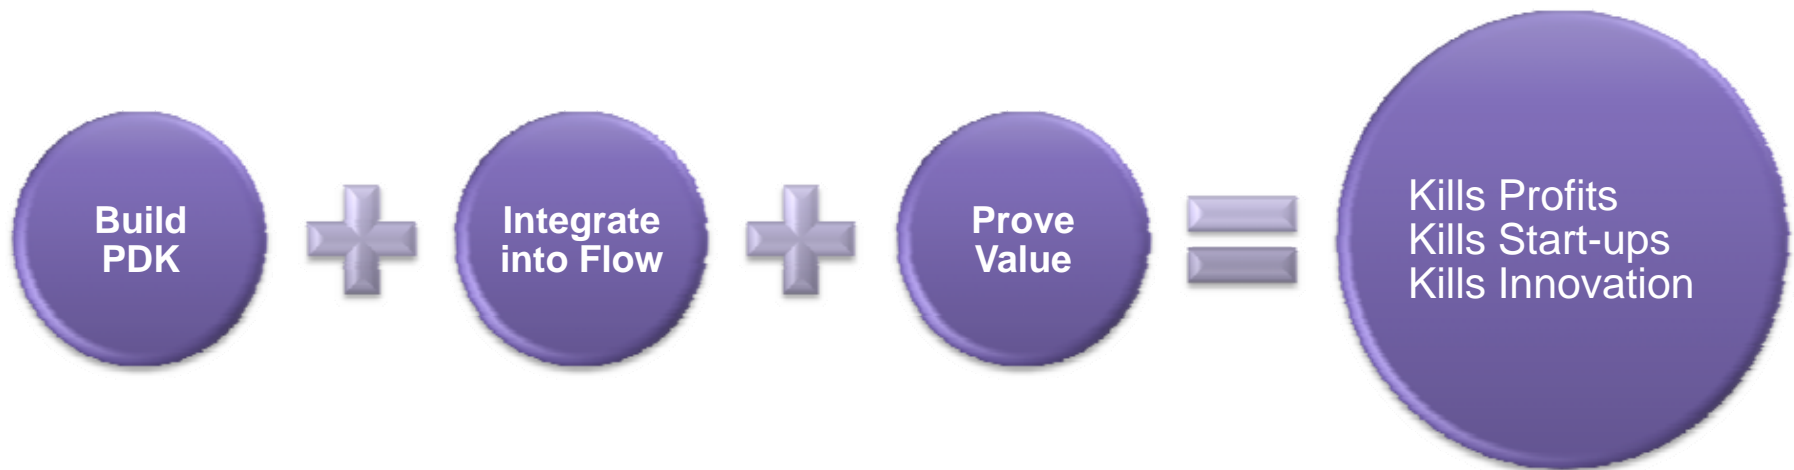 Build
PDK
Integrate
into Flow
Prove
Value
Kills Profits
Kills Start-ups
Kills Innovation